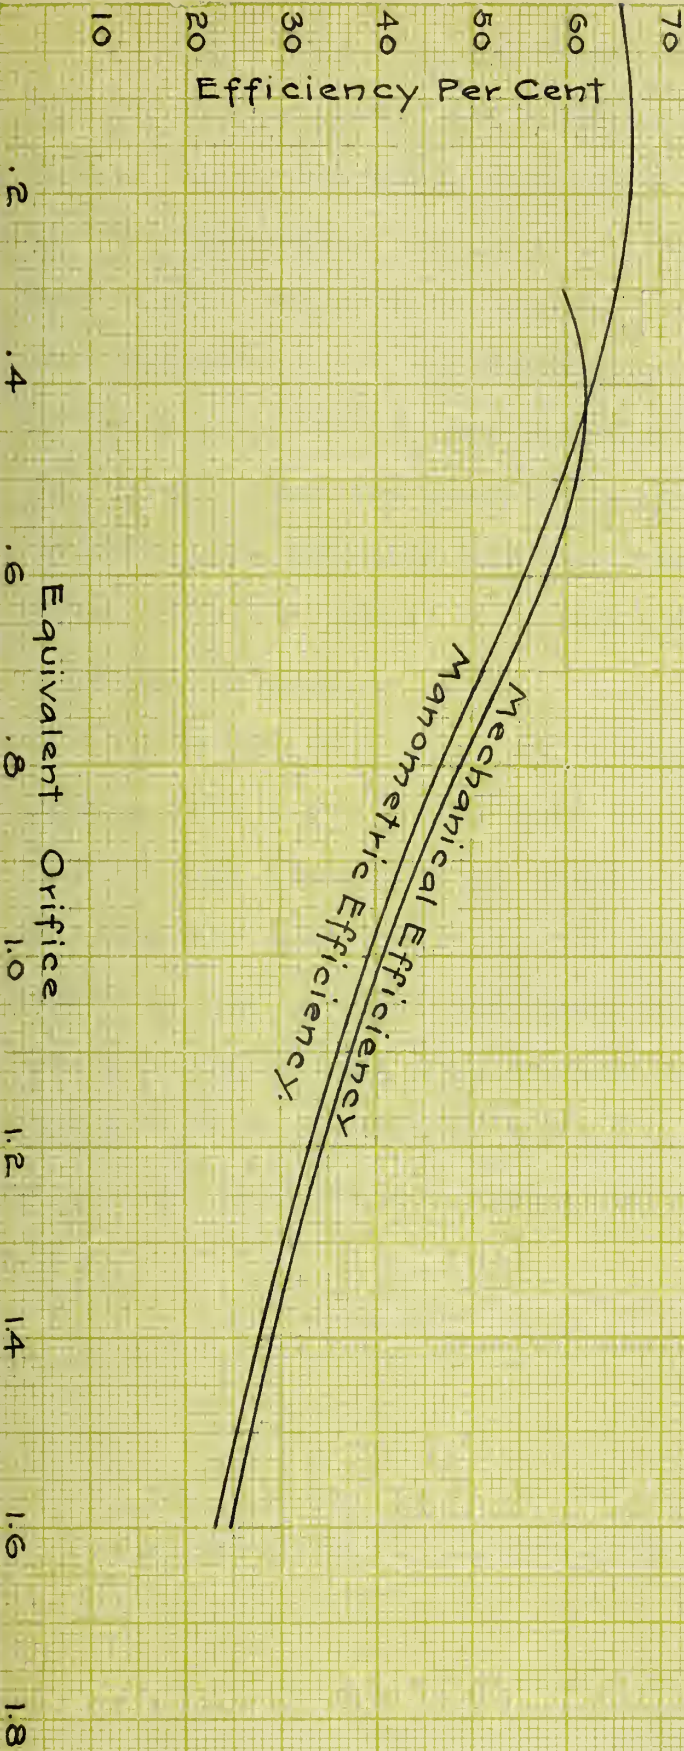 10 20 30 40 50 60 70
Efficiency Per Cent
.2 .4 .6 .8 1.0 1.2 1.4 1.6 1.8
Equivalent Orifice
Manometric Efficiency.
Mechanical Efficiency